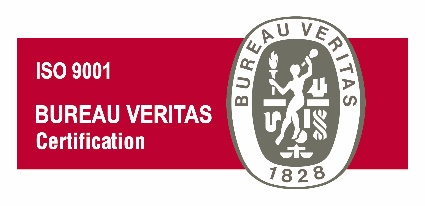 ISO 9001
BUREAU VERITAS
Certification
BUREAU VERITAS
1828